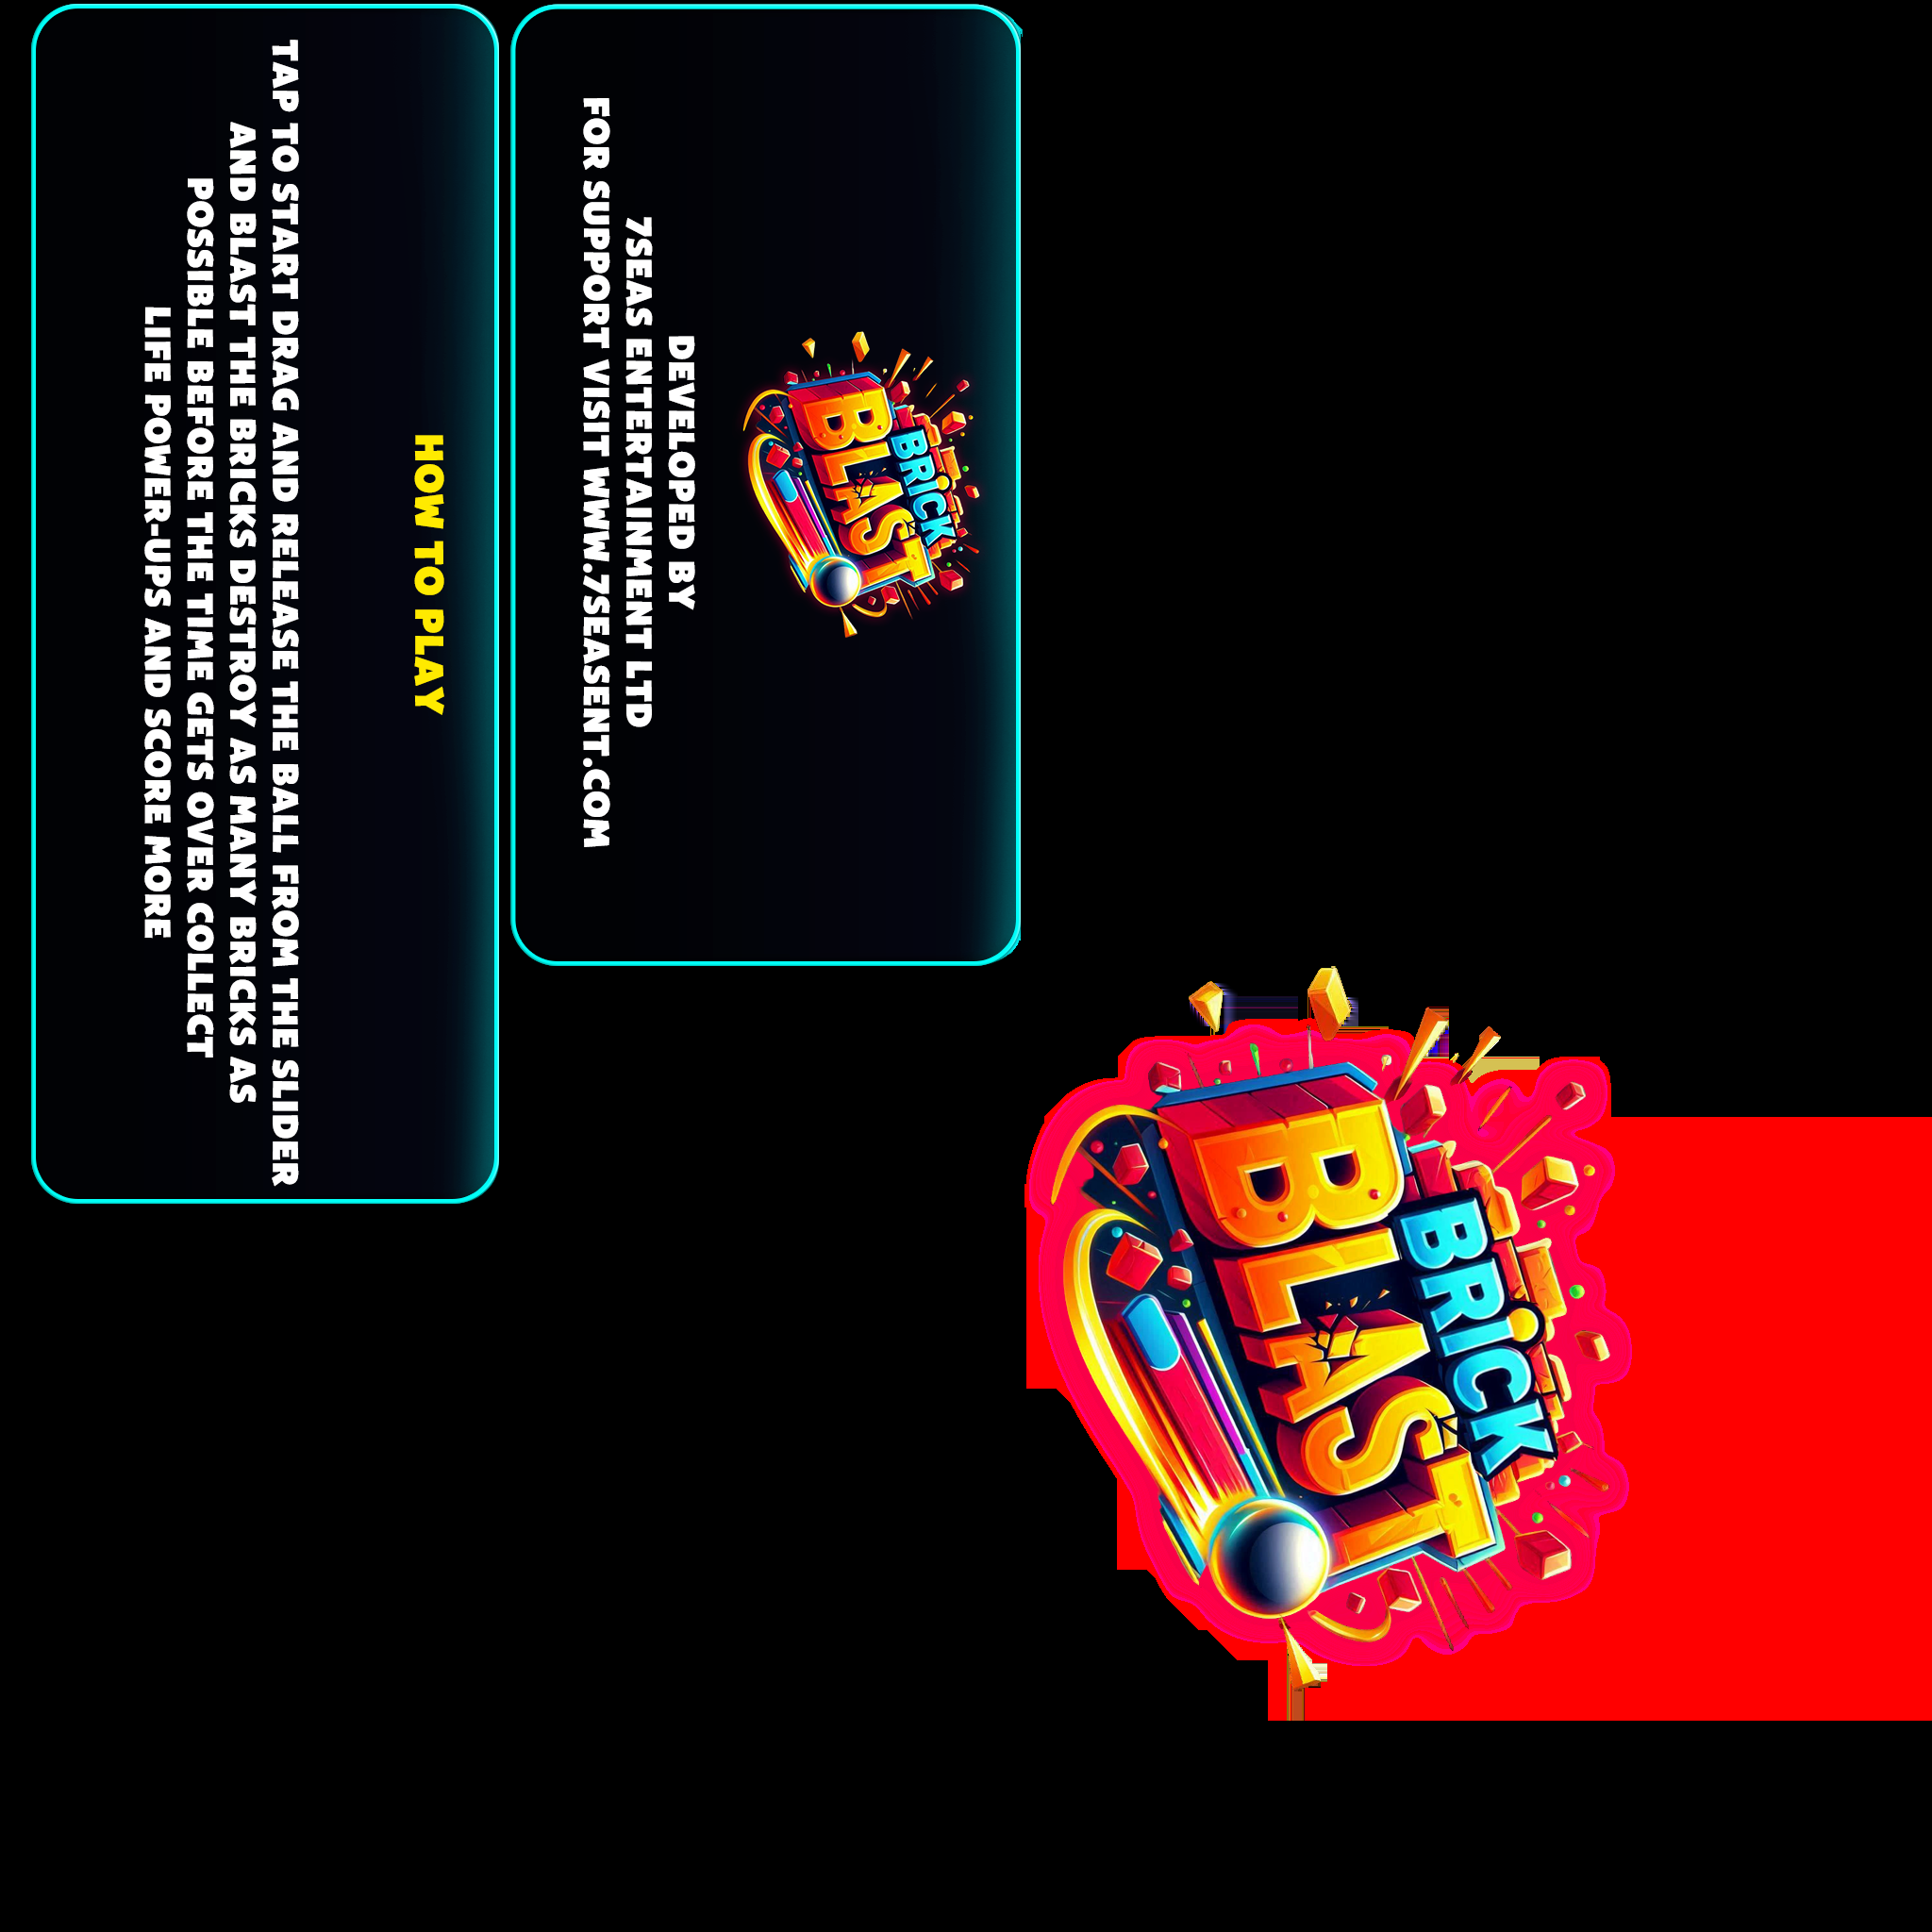 HOW TO PLAY
TAP TO START DRAG AND RELEASE THE BALL FROM THE SLIDER
AND BLAST THE BRICKS DESTROY AS MANY BRICKS AS
POSSIBLE BEFORE THE TIME GETS OVER COLLECT
LIFE POWER-UPS AND SCORE MORE
BRiCK
BLAST
DEVELOPED BY
7SEAS ENTERTAINMENT LTD
FOR SUPPORT VISIT WWW.7SEASENT.COM
BRiCK
BLAST